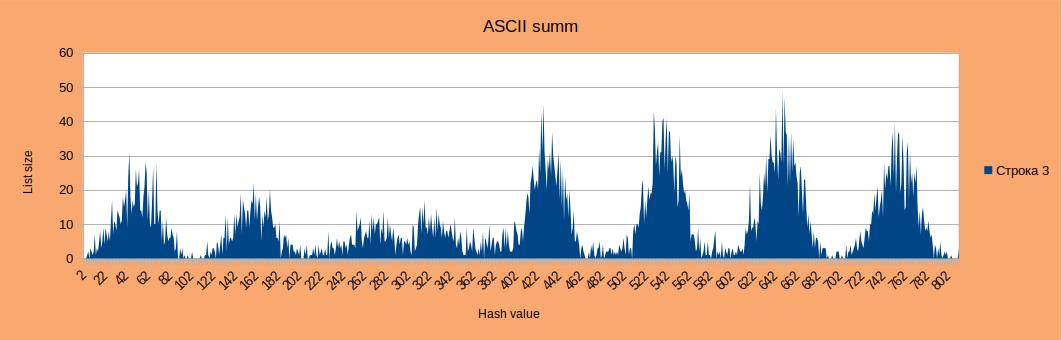 ASCII summ
60
50
40
30
20
10
0
List size
2 22 42 62 82 102 122 142 162 182 202 222 242 262 282 302 322 342 362 382 402 422 442 462 482 502 522 542 562 582 602 622 642 662 682 702 722 742 762 782 802
Hash value
Строка 3